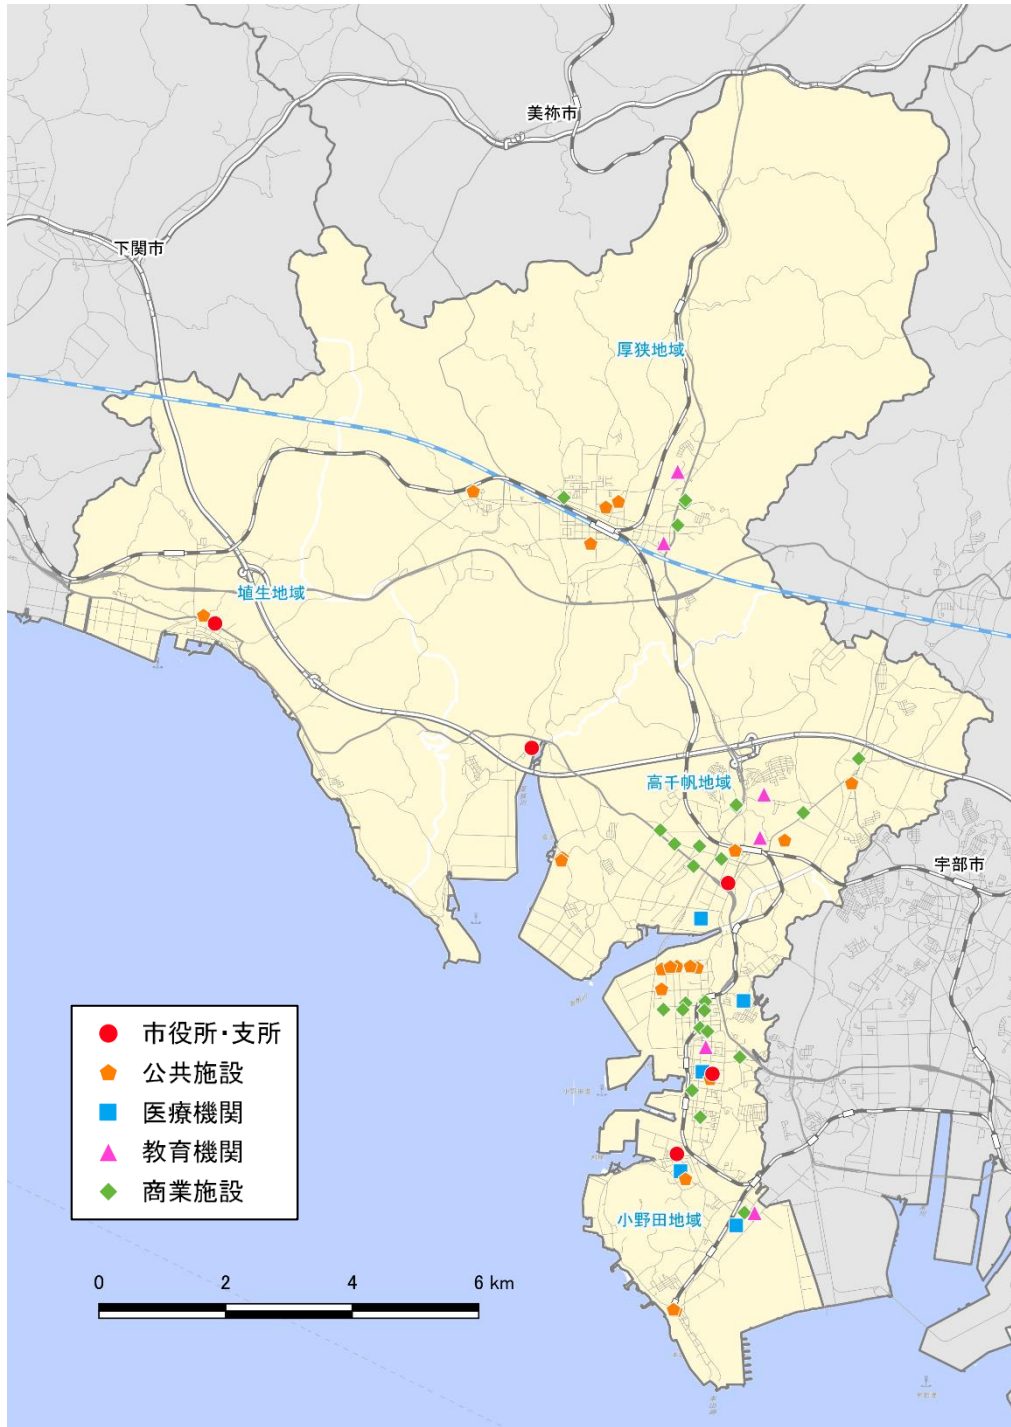 美祢市
下関市
厚狭地域
埴生地域
高千帆地域
宇部市
市役所・支所
公共施設
医療機関
教育機関
商業施設
小野田地域
0 2 4 6 km